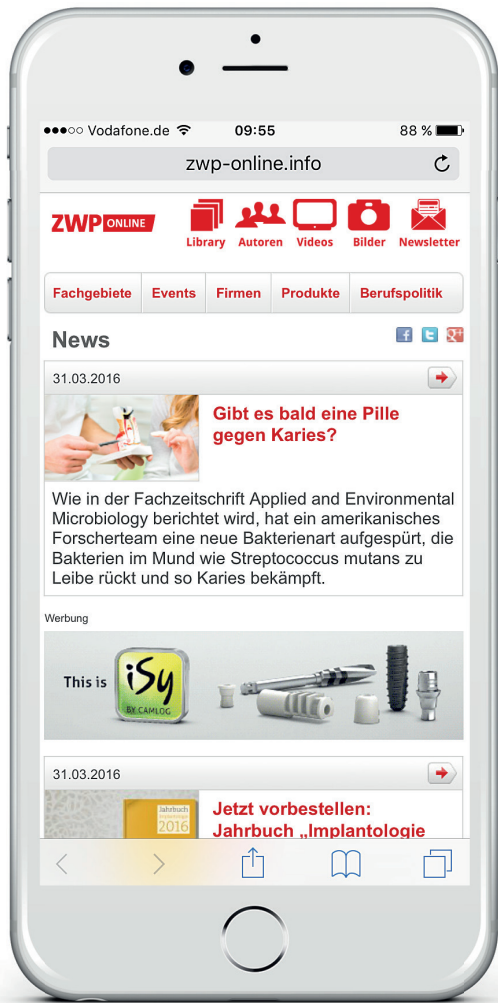 Vodafone.de 09:55 88 %
zwp-online.info
ZWP ONLINE
Library Autoren Videos Bilder Newsletter
Fachgebiete Events Firmen Produkte Berufspolitik
News
31.03.2016
Gibt es bald eine Pille
gegen Karies?
Wie in der Fachzeitschrift Applied and Environmental
Microbiology berichtet wird, hat ein amerikanisches
Forscherteam eine neue Bakterienart aufgespürt, die
Bakterien im Mund wie Streptococcus mutans zu
Leibe rückt und so Karies bekämpft.
Werbung
This is iSy
BY CAMLOG
31.03.2016
Jahrbuch
Implantologie
2016
Jetzt vorbestellen:
Jahrbuch „Implantologie